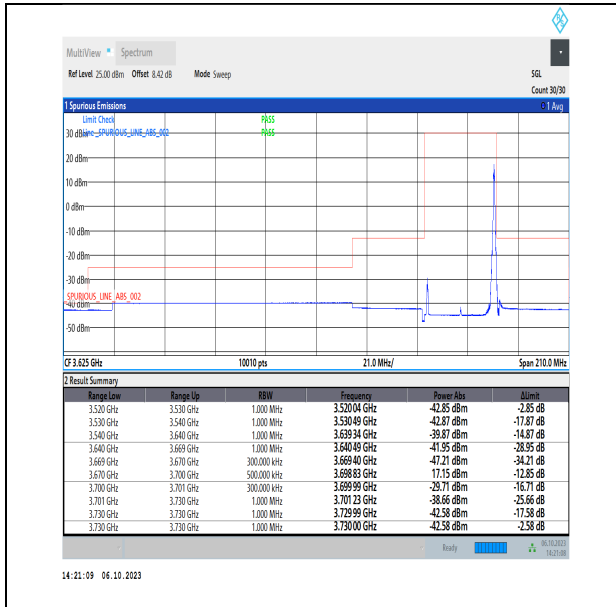 R S
MultiView Spectrum
Ref Level 25.00 dBm Offset 8.42 dB Mode Sweep SGL
Count 30/30
1 Spurious Emissions 1 Avg
Limit Check PASS
30 dBm Line _SPURIOUS_LINE_ABS_002 PASS
20 dBm
10 dBm
0 dBm
-10 dBm
-20 dBm
-30 dBm
_SPURIOUS_LINE_ABS_002
-40 dBm
-50 dBm
CF 3.625 GHz 10010 pts 21.0 MHz/ Span 210.0 MHz
2 Result Summary
Range Low Range Up RBW Frequency Power Abs ΔLimit
3.520 GHz 3.530 GHz 1.000 MHz 3.52004 GHz -42.85 dBm -2.85 dB
3.530 GHz 3.540 GHz 1.000 MHz 3.53049 GHz -42.87 dBm -17.87 dB
3.540 GHz 3.640 GHz 1.000 MHz 3.63934 GHz -39.87 dBm -14.87 dB
3.640 GHz 3.669 GHz 1.000 MHz 3.64049 GHz -41.95 dBm -28.95 dB
3.669 GHz 3.670 GHz 300.000 kHz 3.66940 GHz -47.21 dBm -34.21 dB
3.670 GHz 3.700 GHz 500.000 kHz 3.69883 GHz 17.15 dBm -12.85 dB
3.700 GHz 3.701 GHz 300.000 kHz 3.69999 GHz -29.71 dBm -16.71 dB
3.701 GHz 3.730 GHz 1.000 MHz 3.70123 GHz -38.66 dBm -25.66 dB
3.730 GHz 3.730 GHz 1.000 MHz 3.72999 GHz -42.58 dBm -17.58 dB
3.730 GHz 3.730 GHz 1.000 MHz 3.73000 GHz -42.58 dBm -2.58 dB
Ready 06.10.2023
14:21:08
14:21:09 06.10.2023